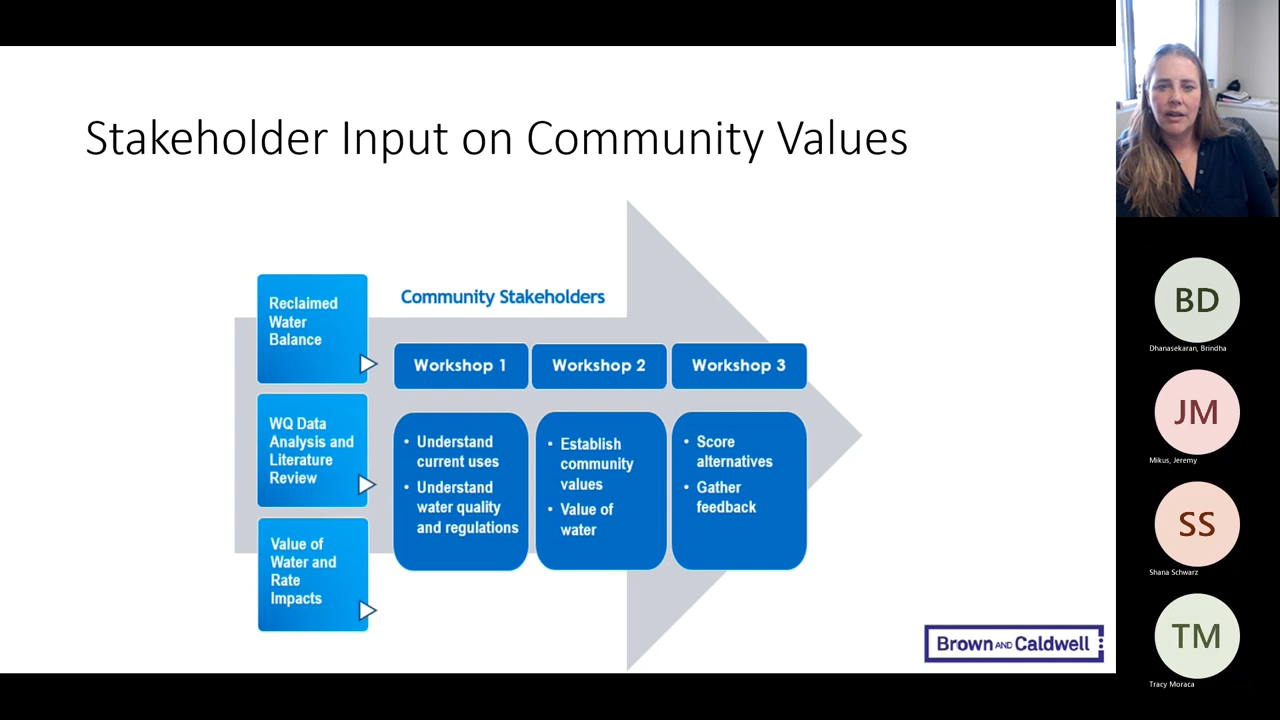 Stakeholder Input on Community Values
Community Stakeholders
Reclaimed
Water
Balance
WQ Data
Analysis and
Literature
Review
Value of
Water and
Rate
Impacts
Workshop 1
• Understand
current uses
• Understand
water quality
and regulations
Workshop 2
• Establish
community
values
• Value of
water
Workshop 3
• Score
alternatives
• Gather
feedback
Brown AND Caldwell
BD
Dhanasekaran, Brindha
JM
Mikus, Jeremy
SS
Shana Schwarz
TM
Tracy Moraca